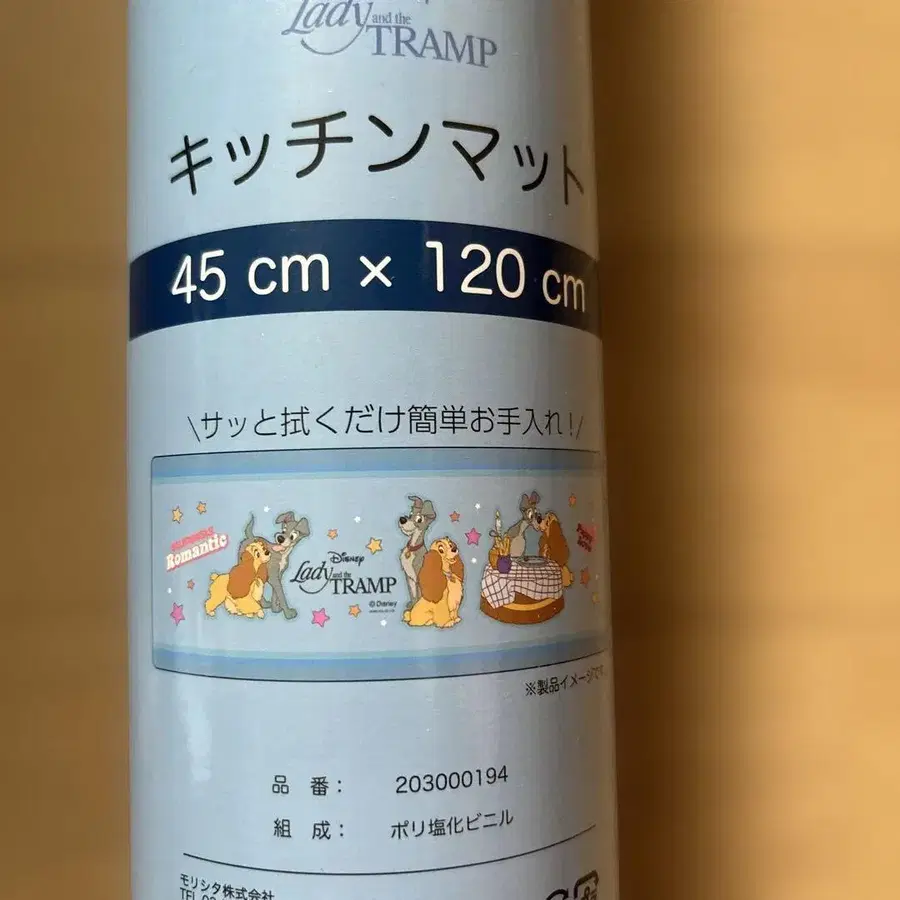 Lady and the
TRAMP
キッチンマット
45 cm × 120 cm
\サッと拭くだけ簡単お手入れ!/
Romantic
Disney
Lady and the
TRAMP
© Disney
※製品イメージです
品 番： 203000194
組 成： ポリ塩化ビニル
モリシタ株式会社